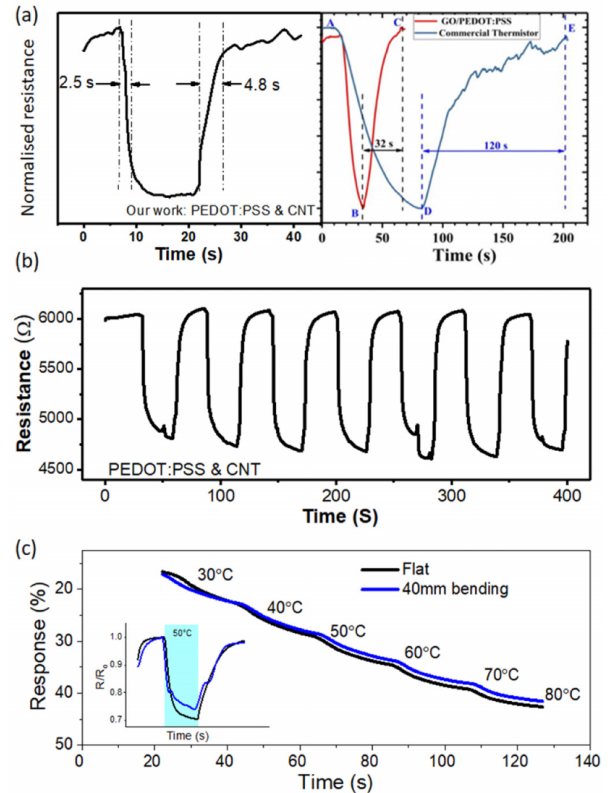 (a)
Normalised resistance
2.5 s
4.8 s
Our work: PEDOT:PSS & CNT
0 10 20 30 40
Time (s)
A
C
E
GO/PEDOT:PSS
Commercial Thermistor
32 s
120 s
B
D
0 50 100 150 200
Time (s)
(b)
Resistance (Ω)
6000
5500
5000
4500
PEDOT:PSS & CNT
0 50 100 150 200 250 300 350 400
Time (S)
(c)
Response (%)
20
30
40
50
Flat
40mm bending
30°C
40°C
50°C
60°C
70°C
80°C
50°C
R/R₀
1.0
0.9
0.8
0.7
Time (s)
0 20 40 60 80 100 120 140
Time (s)